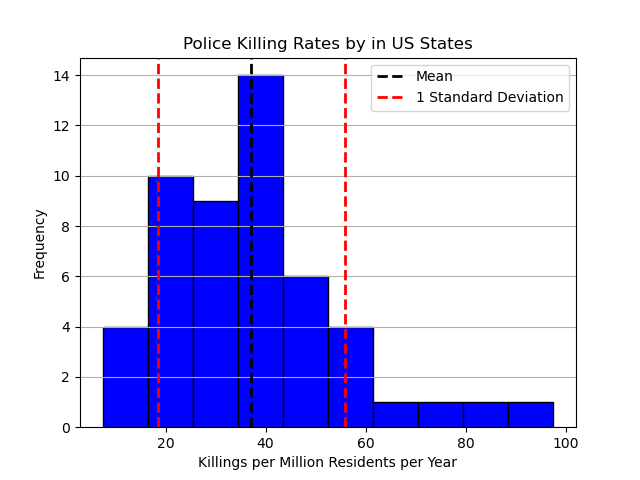 Police Killing Rates by in US States
Mean
1 Standard Deviation
14
12
10
8
6
4
2
0
Frequency
20 40 60 80 100
Killings per Million Residents per Year